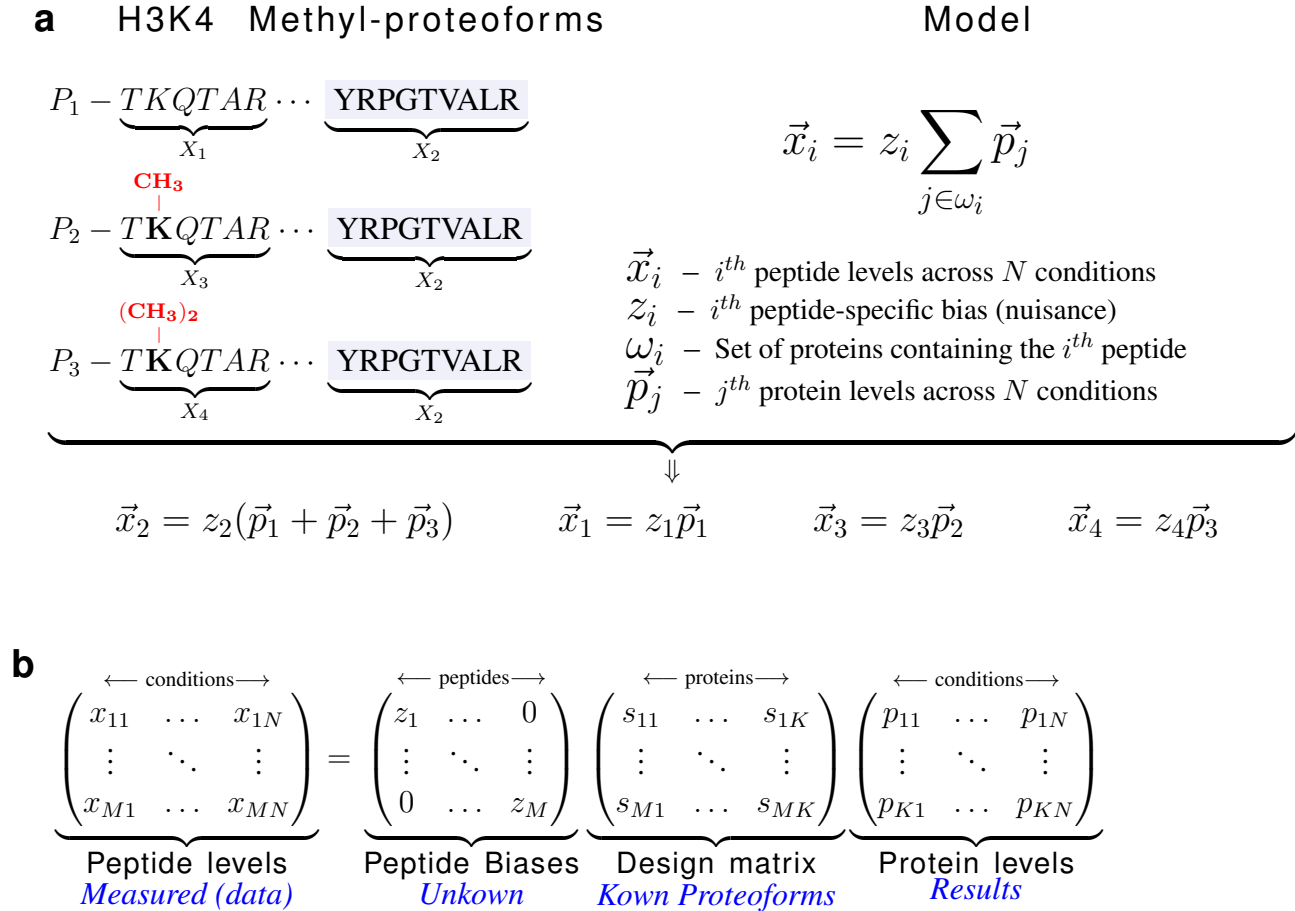 a H3K4 Methyl-proteoforms Model
P₁ – TKQTAR ⋯ YRPGTVALR
X₁ X₂
x⃗ᵢ = zᵢ ∑ p⃗ⱼ
j∈ωᵢ
CH₃
P₂ – TKQTAR ⋯ YRPGTVALR
X₃ X₂
(CH₃)₂
P₃ – TKQTAR ⋯ YRPGTVALR
X₄ X₂
x⃗ᵢ – iᵗʰ peptide levels across N conditions
zᵢ – iᵗʰ peptide-specific bias (nuisance)
ωᵢ – Set of proteins containing the iᵗʰ peptide
p⃗ⱼ – jᵗʰ protein levels across N conditions
⇓
x⃗₂ = z₂(p⃗₁ + p⃗₂ + p⃗₃) x⃗₁ = z₁p⃗₁ x⃗₃ = z₃p⃗₂ x⃗₄ = z₄p⃗₃
b
⟵ conditions ⟶ ⟵ peptides ⟶ ⟵ proteins ⟶ ⟵ conditions ⟶
x₁₁ … x₁N z₁ … 0 s₁₁ … s₁K p₁₁ … p₁N
⋮ ⋱ ⋮ = ⋮ ⋱ ⋮ ⋮ ⋱ ⋮ ⋮ ⋱ ⋮
xM1 … xMN 0 … zM sM1 … sMK pK1 … pKN
Peptide levels Peptide Biases Design matrix Protein levels
Measured (data) Unkown Kown Proteoforms Results